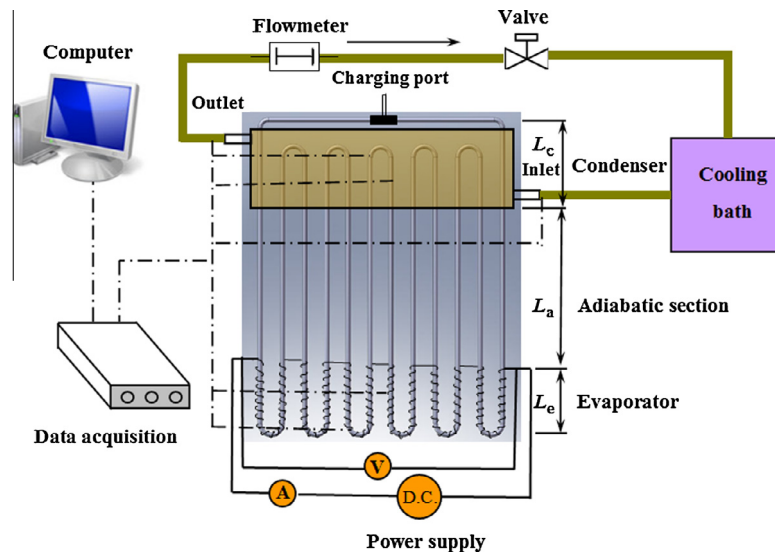 Valve
Flowmeter
Computer
Charging port
Outlet
Lc
Inlet
Condenser
Cooling
bath
La
Adiabatic section
Le
Evaporator
Data acquisition
V
A
D.C.
Power supply